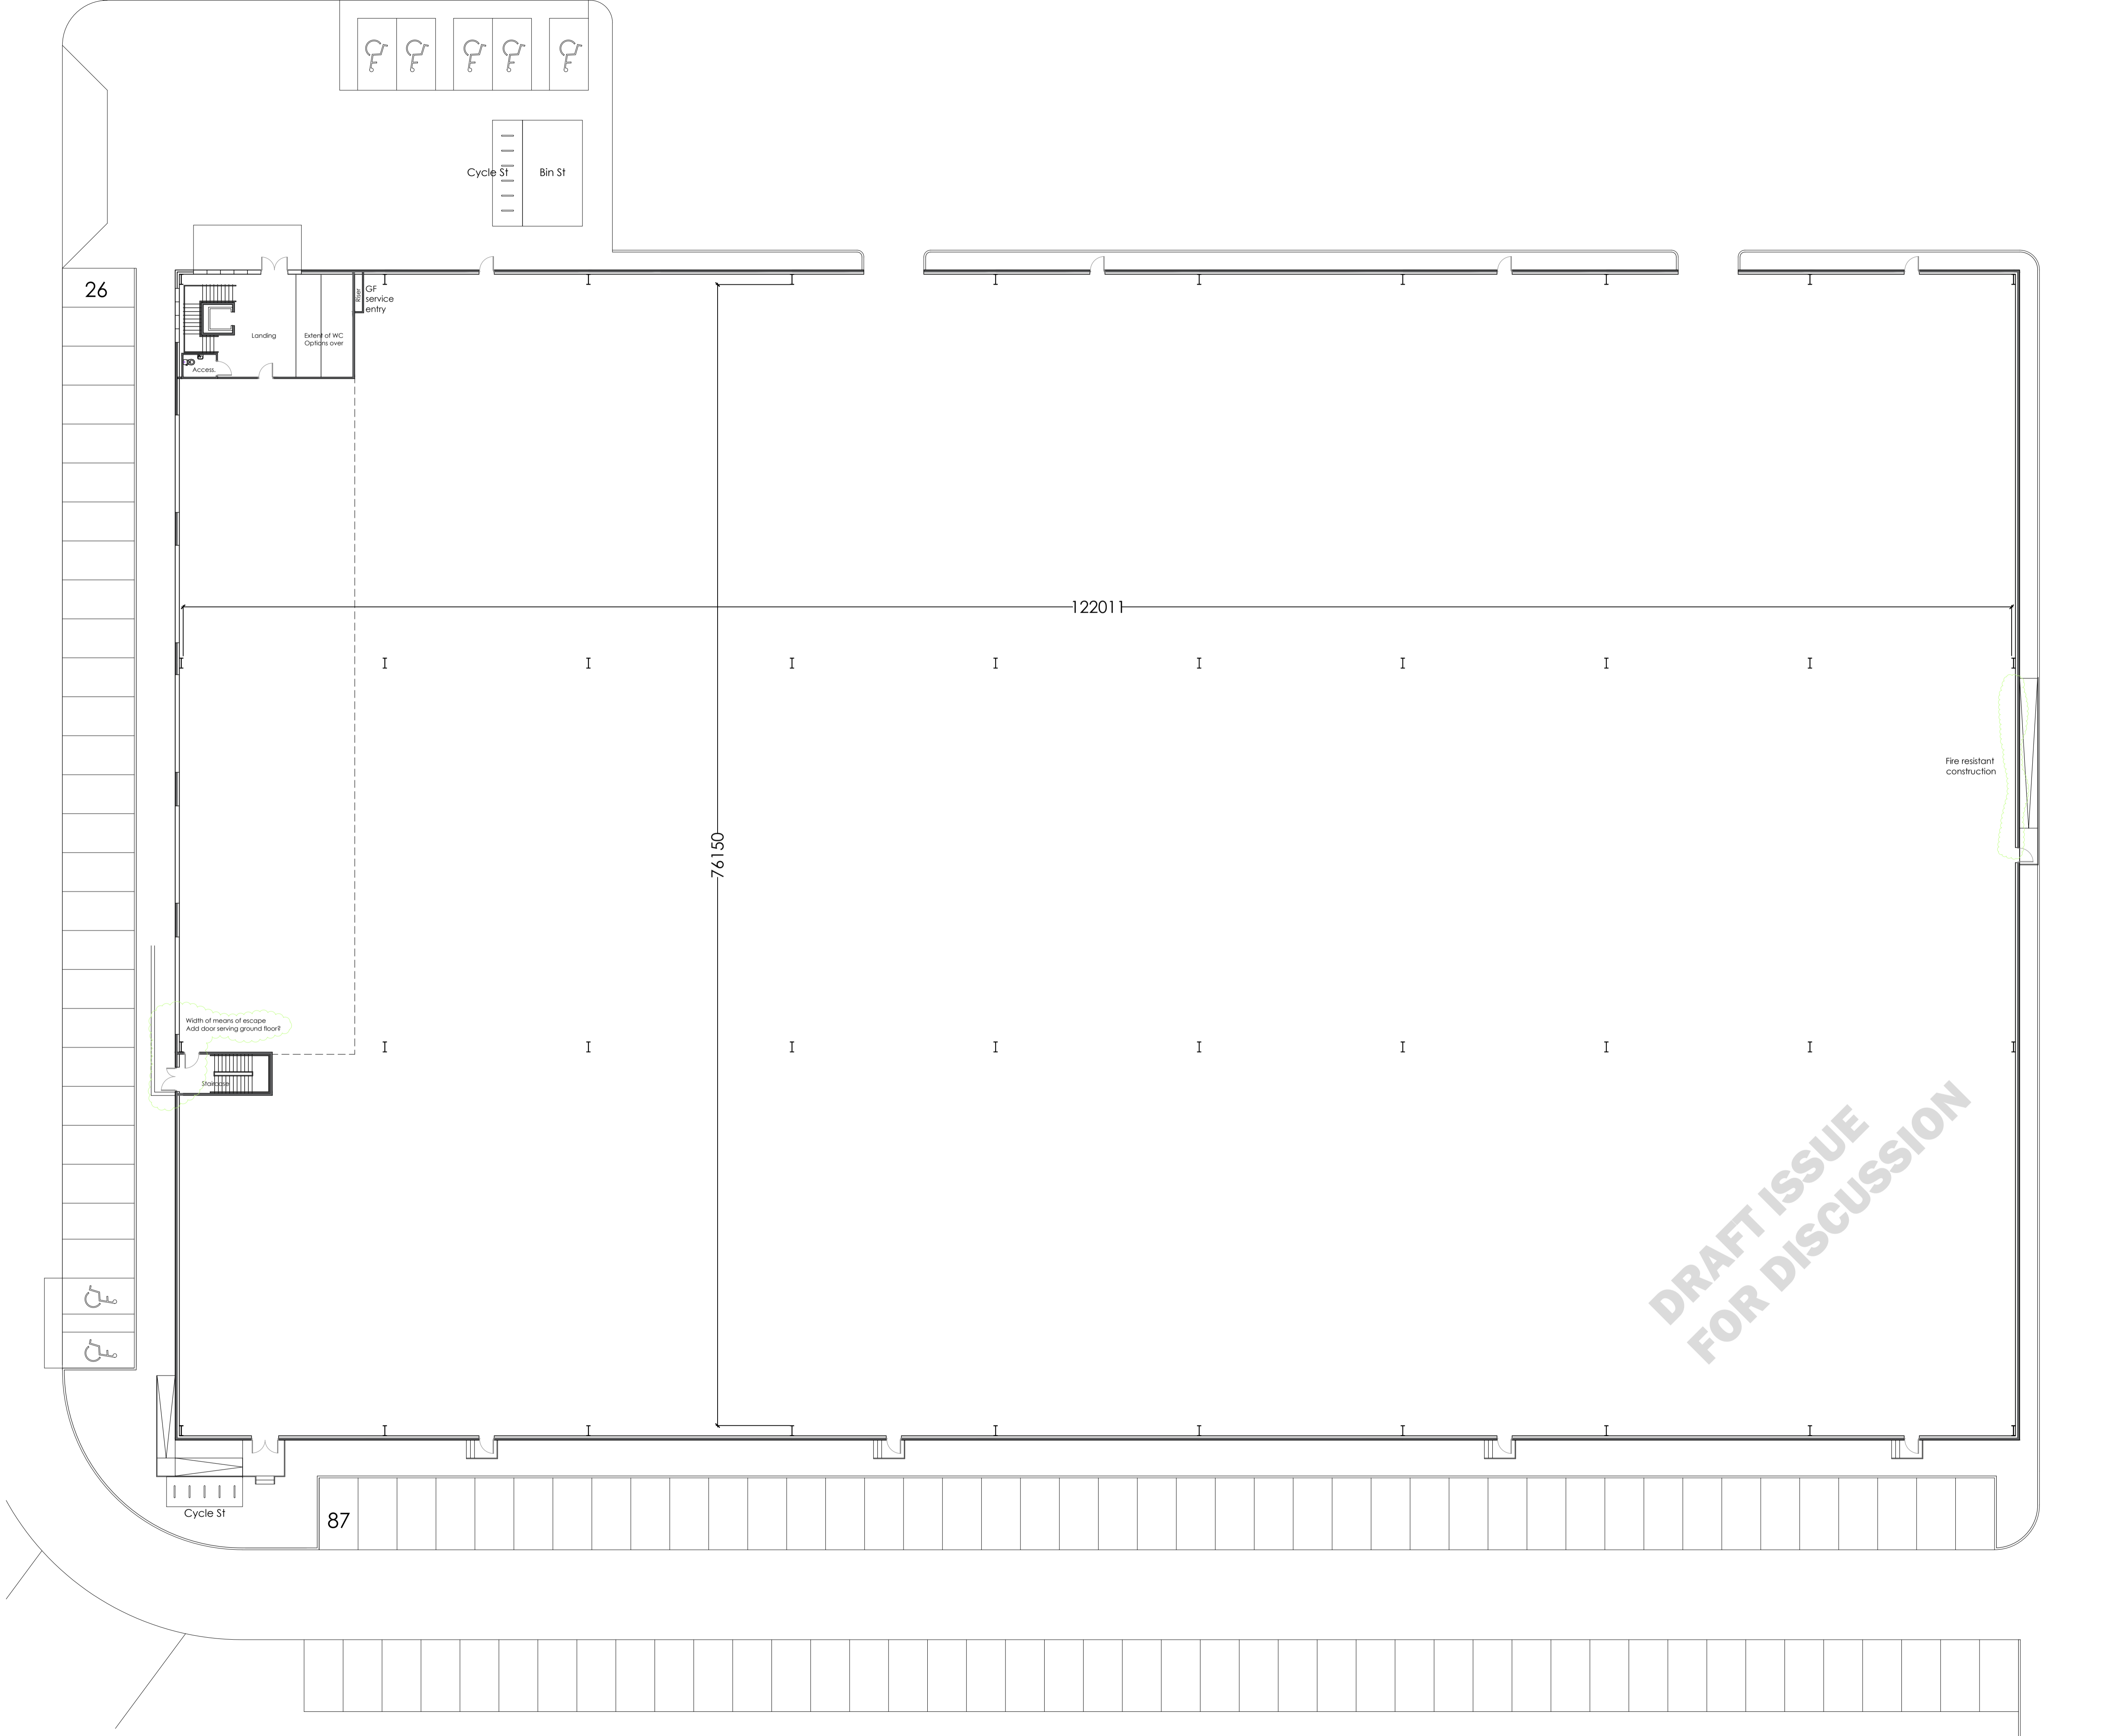 Cycle St
Bin St
26
Riser
GF
service
entry
Landing
Extent of WC
Options over
Access.
122011
76150
Fire resistant
construction
Width of means of escape
Add door serving ground floor?
Staircase
DRAFT ISSUE
FOR DISCUSSION
Cycle St
87